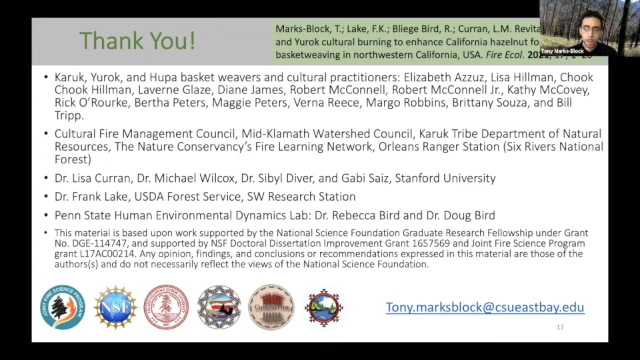 Thank You!
Marks-Block, T.; Lake, F.K.; Bliege Bird, R.; Curran, L.M. Revita
and Yurok cultural burning to enhance California hazelnut fo
basketweaving in northwestern California, USA. Fire Ecol.
Tony Marks-Block
• Karuk, Yurok, and Hupa basket weavers and cultural practitioners: Elizabeth Azzuz, Lisa Hillman, Chook
Chook Hillman, Laverne Glaze, Diane James, Robert McConnell, Robert McConnell Jr., Kathy McCovey,
Rick O'Rourke, Bertha Peters, Maggie Peters, Verna Reece, Margo Robbins, Brittany Souza, and Bill
Tripp.
• Cultural Fire Management Council, Mid-Klamath Watershed Council, Karuk Tribe Department of Natural
Resources, The Nature Conservancy's Fire Learning Network, Orleans Ranger Station (Six Rivers National
Forest)
• Dr. Lisa Curran, Dr. Michael Wilcox, Dr. Sibyl Diver, and Gabi Saiz, Stanford University
• Dr. Frank Lake, USDA Forest Service, SW Research Station
• Penn State Human Environmental Dynamics Lab: Dr. Rebecca Bird and Dr. Doug Bird
• This material is based upon work supported by the National Science Foundation Graduate Research Fellowship under Grant
No. DGE-114747, and supported by NSF Doctoral Dissertation Improvement Grant 1657569 and Joint Fire Science Program
grant L17AC00214. Any opinion, findings, and conclusions or recommendations expressed in this material are those of the
authors(s) and do not necessarily reflect the views of the National Science Foundation.
NSF
Tony.marksblock@csueastbay.edu
17